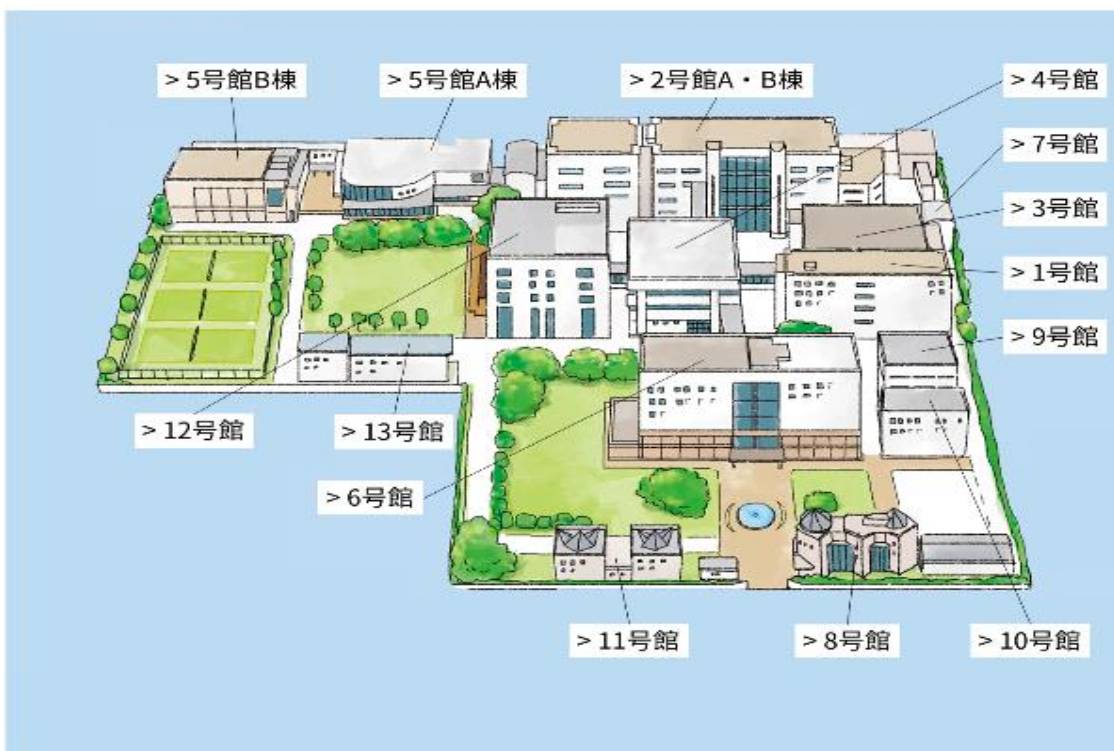 > 5号館B棟
> 5号館A棟
> 2号館A・B棟
> 4号館
> 7号館
> 3号館
> 1号館
> 9号館
> 12号館
> 13号館
> 6号館
> 11号館
> 8号館
> 10号館